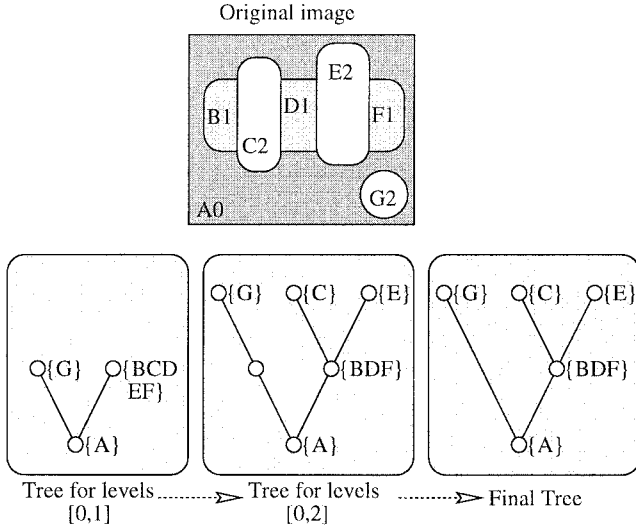 Original image
E2
B1
D1
F1
C2
A0
G2
{G}
{BCD
EF}
{A}
{G}
{C}
{E}
{BDF}
{A}
{G}
{C}
{E}
{BDF}
{A}
Tree for levels
[0,1]
Tree for levels
[0,2]
Final Tree